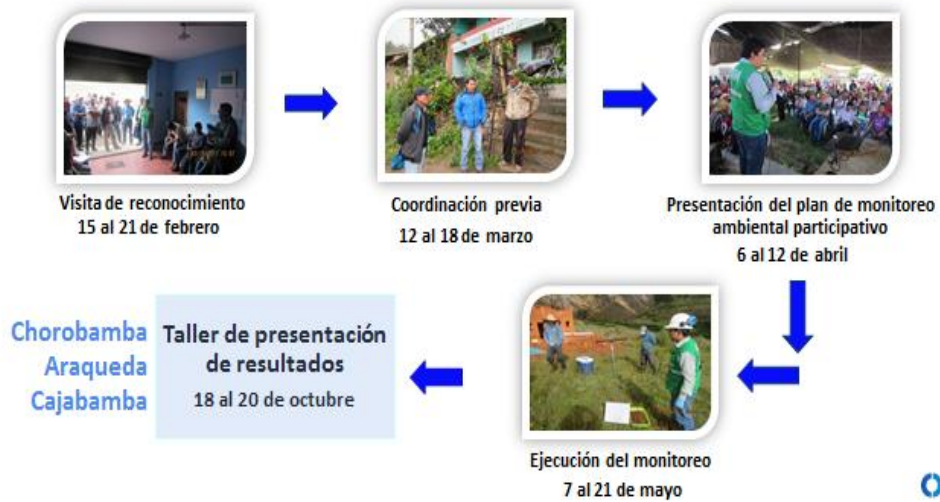 Visita de reconocimiento
15 al 21 de febrero
Coordinación previa
12 al 18 de marzo
Presentación del plan de monitoreo
ambiental participativo
6 al 12 de abril
Chorobamba
Araqueda
Cajabamba
Taller de presentación
de resultados
18 al 20 de octubre
Ejecución del monitoreo
7 al 21 de mayo